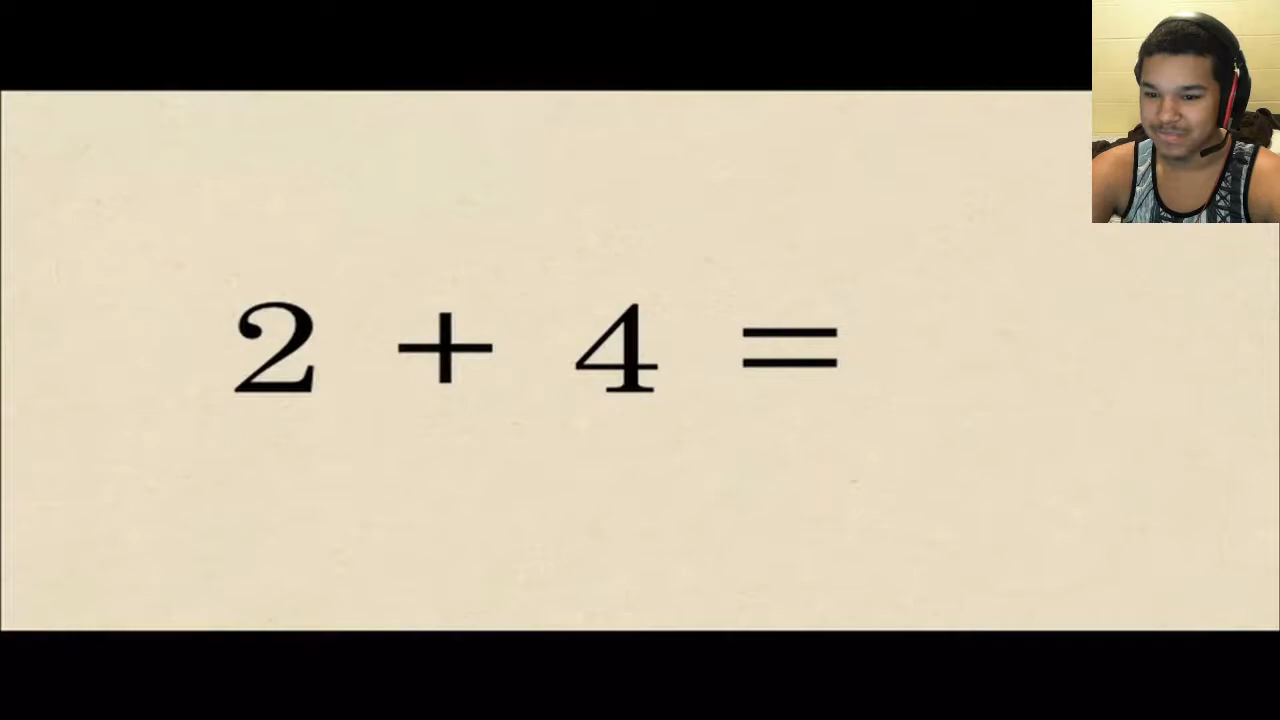 2 + 4 =